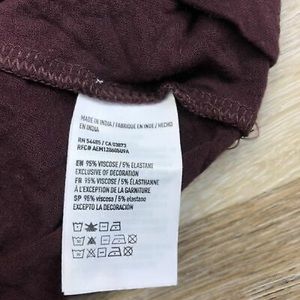 MADE IN INDIA / FABRIQUE EN INDE / HECHO
EN INDIA
RN 54485 / CA 03073
EN 95% VISCOSE / 5% ELASTANE
EXCLUSIVE OF DECORATION
FR 95% VISCOSE / 5% ÉLASTHANNE
À L'EXCEPTION DE LA GARNITURE
SP 95% viscosa / 5% elastano
EXCEPTO LA DECORACIÓN